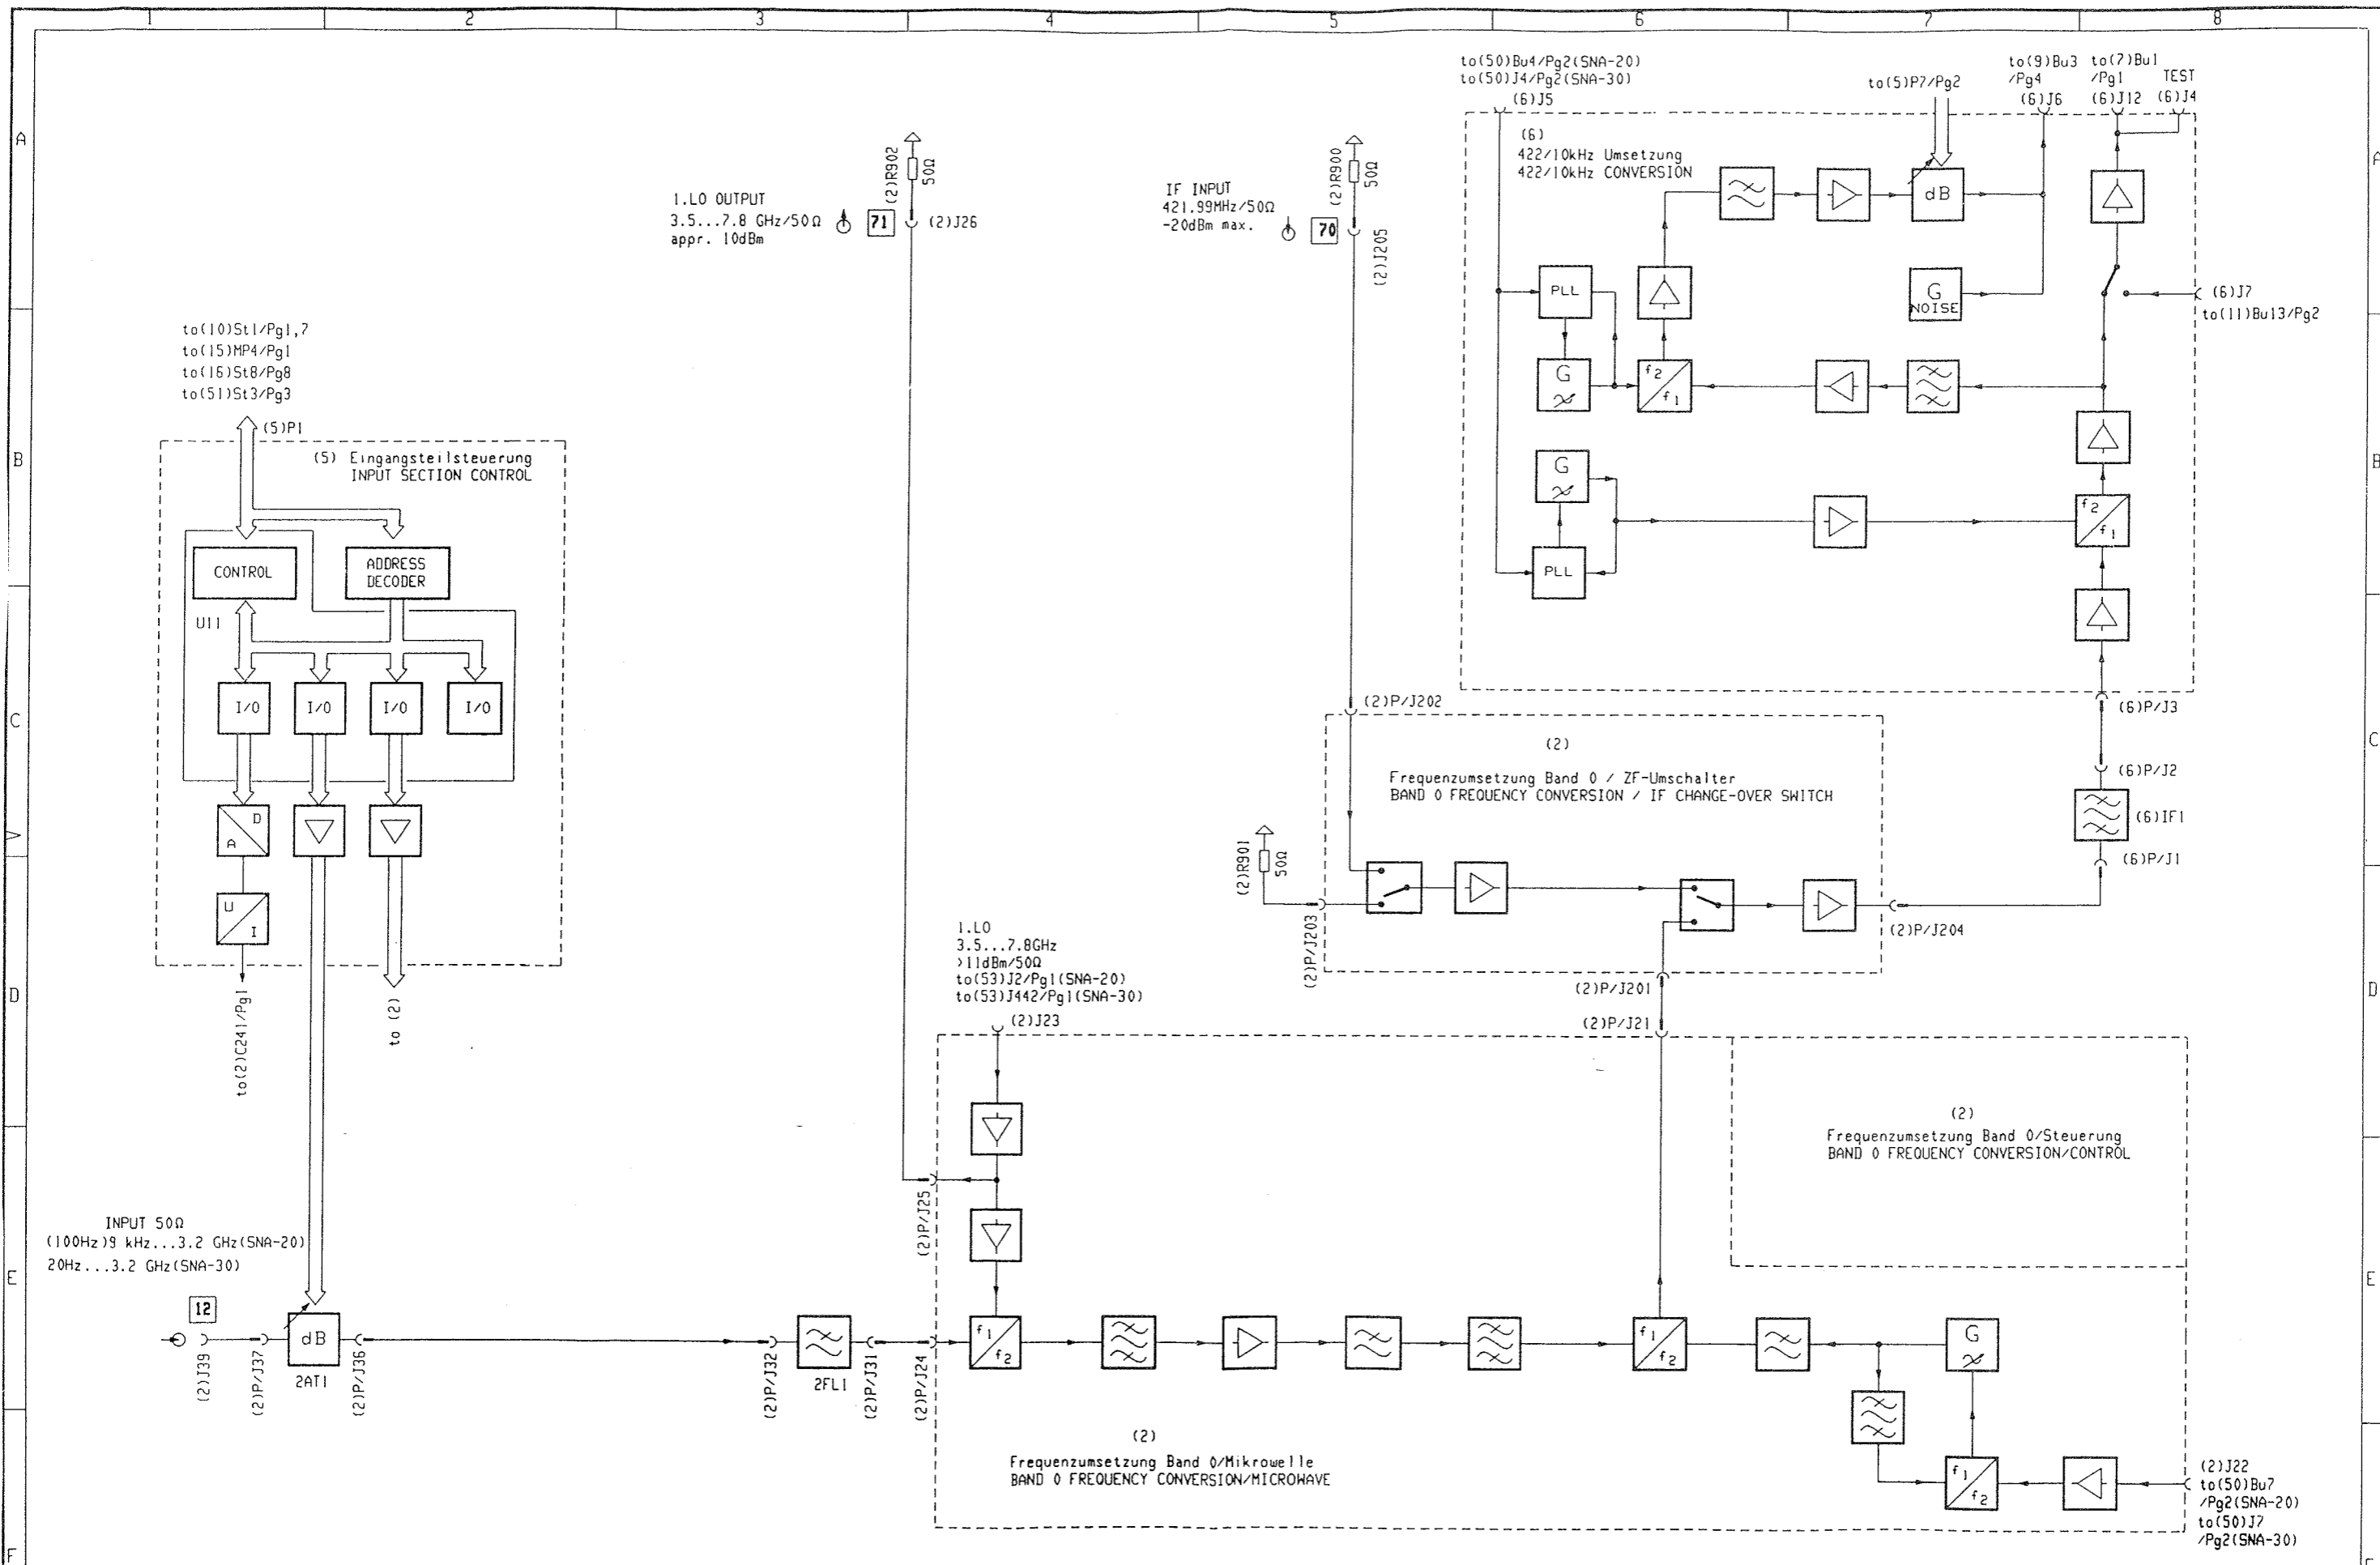 1 2 3 4 5 6 7 8
A
B
C
D
E
F
A
B
C
D
E
to(50)Bu4/Pg2(SNA-20)
to(50)J4/Pg2(SNA-30)
(6)J5
to(5)P7/Pg2
to(9)Bu3
/Pg4
(6)J6
to(7)Bu1
/Pg1
(6)J12
TEST
(6)J4
(6)
422/10kHz Umsetzung
422/10kHz CONVERSION
dB
PLL
G
NOISE
(6)J7
to(11)Bu13/Pg2
G
f2
f1
G
f2
f1
PLL
(2)R902
50Ω
1.LO OUTPUT
3.5...7.8 GHz/50Ω
appr. 10dBm
71
(2)J26
(2)R900
50Ω
IF INPUT
421.99MHz/50Ω
-20dBm max.
70
(2)J205
to(10)St1/Pg1,7
to(15)MP4/Pg1
to(16)St8/Pg8
to(51)St3/Pg3
(5)P1
(5) Eingangsteilsteuerung
INPUT SECTION CONTROL
CONTROL
ADDRESS
DECODER
U11
I/O
I/O
I/O
I/O
D
A
U
I
to(2)C241/Pg1
to (2)
(2)P/J202
(6)P/J3
(6)P/J2
(6)IF1
(6)P/J1
(2)
Frequenzumsetzung Band 0 / ZF-Umschalter
BAND 0 FREQUENCY CONVERSION / IF CHANGE-OVER SWITCH
(2)R901
50Ω
(2)P/J203
(2)P/J204
(2)P/J201
(2)P/J21
1.LO
3.5...7.8GHz
>11dBm/50Ω
to(53)J2/Pg1(SNA-20)
to(53)J442/Pg1(SNA-30)
(2)J23
(2)
Frequenzumsetzung Band 0/Steuerung
BAND 0 FREQUENCY CONVERSION/CONTROL
(2)P/J25
INPUT 50Ω
(100Hz)9 kHz...3.2 GHz(SNA-20)
20Hz...3.2 GHz(SNA-30)
12
(2)J39
(2)P/J37
dB
2AT1
(2)P/J36
(2)P/J32
2FL1
(2)P/J31
(2)P/J24
f1
f2
f1
f2
G
f1
f2
(2)
Frequenzumsetzung Band 0/Mikrowelle
BAND 0 FREQUENCY CONVERSION/MICROWAVE
(2)J22
to(50)Bu7
/Pg2(SNA-20)
to(50)J7
/Pg2(SNA-30)